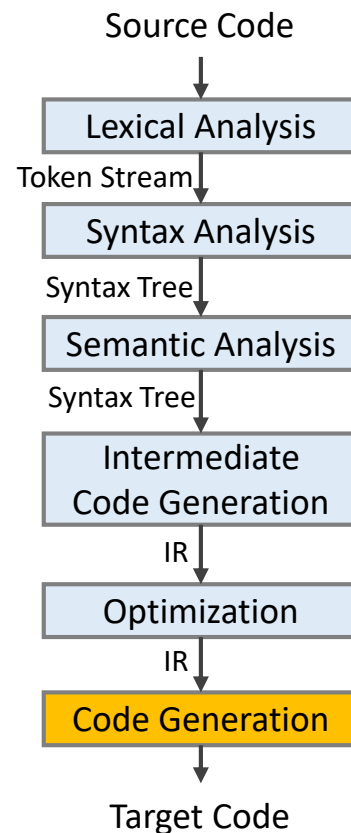 Source Code
Lexical Analysis
Token Stream
Syntax Analysis
Syntax Tree
Semantic Analysis
Syntax Tree
Intermediate
Code Generation
IR
Optimization
IR
Code Generation
Target Code